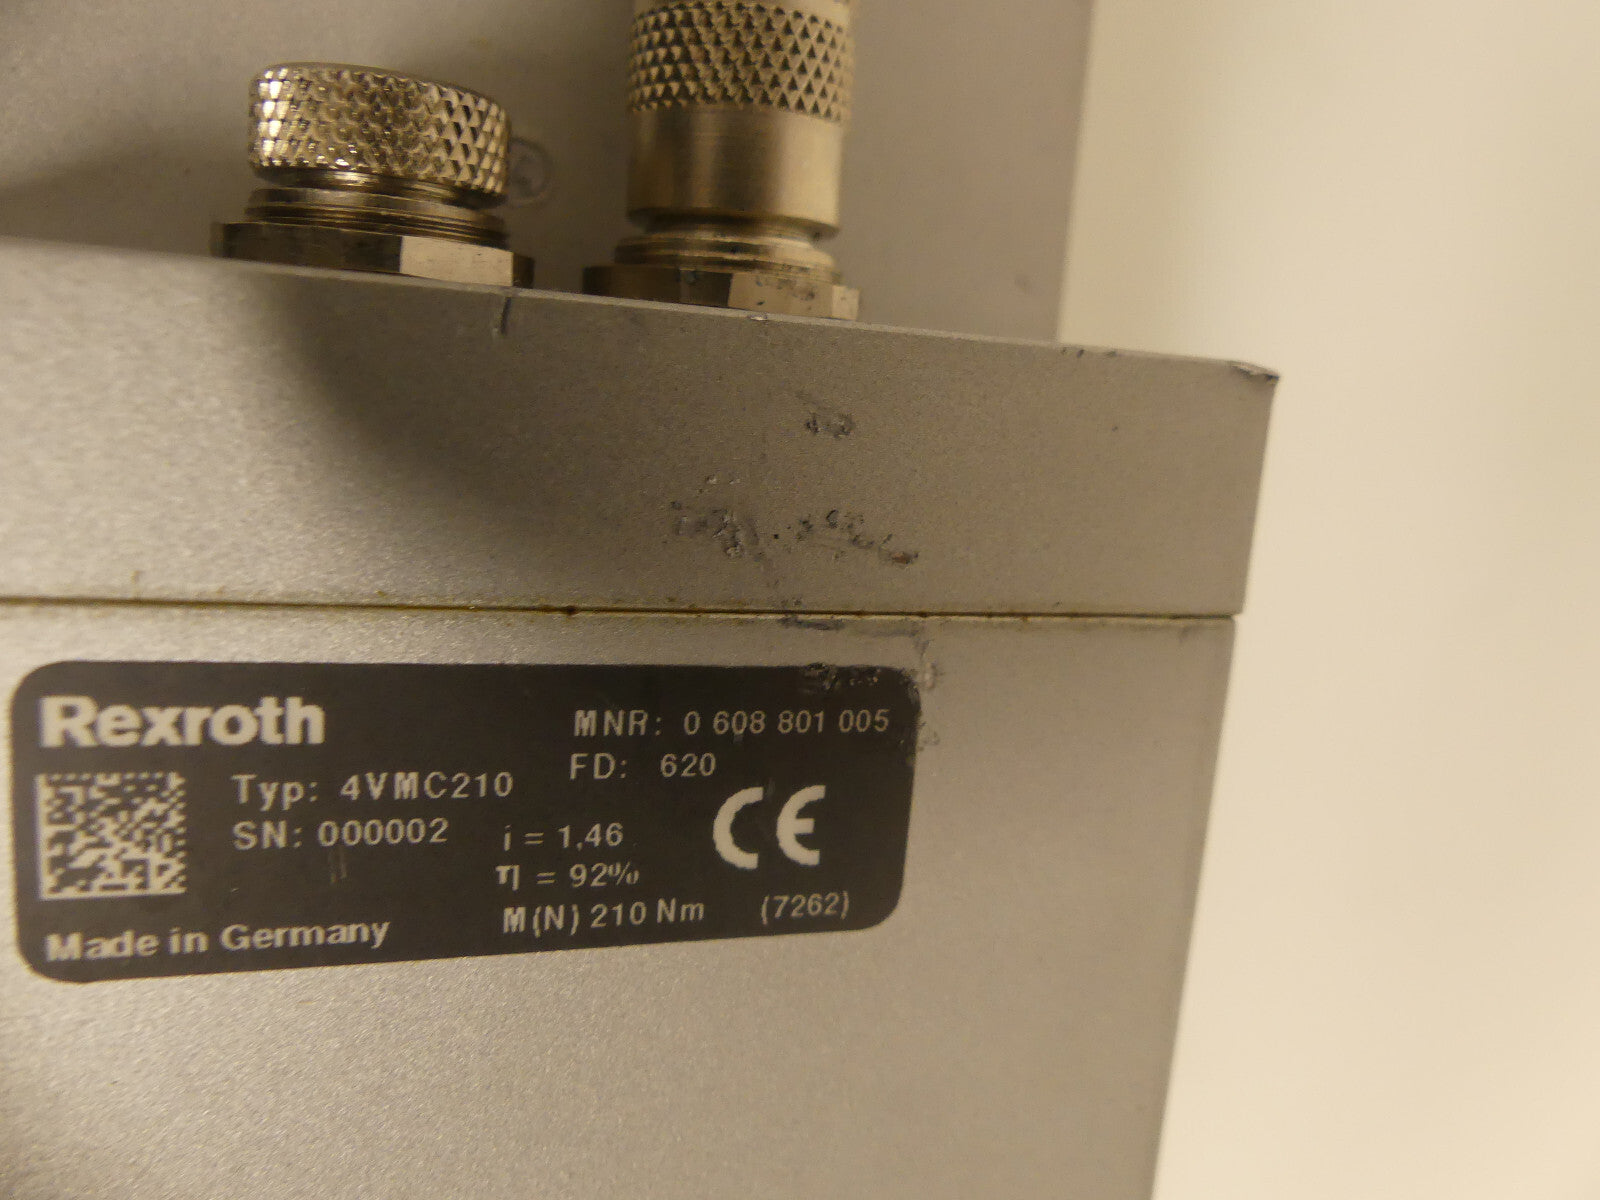 Rexroth
MNR: 0 608 801 005
FD: 620
Typ: 4VMC210
SN: 000002
i = 1,46
η = 92%
M(N) 210 Nm
(7262)
CE
Made in Germany